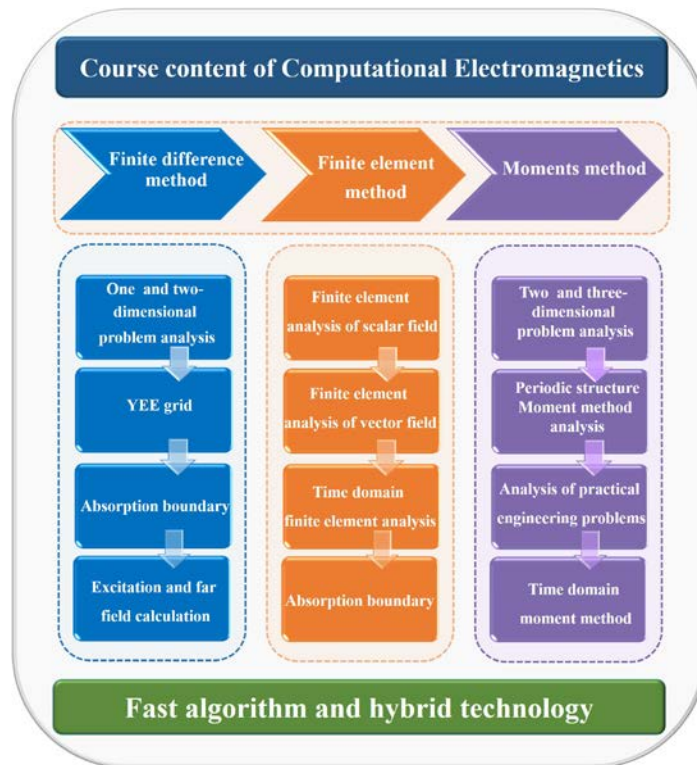 Course content of Computational Electromagnetics
Finite difference
method
Finite element
method
Moments method
One and two-
dimensional
problem analysis
YEE grid
Absorption boundary
Excitation and far
field calculation
Finite element
analysis of scalar field
Finite element
analysis of vector field
Time domain
finite element analysis
Absorption boundary
Two and three-
dimensional
problem analysis
Periodic structure
Moment method
analysis
Analysis of practical
engineering problems
Time domain
moment method
Fast algorithm and hybrid technology